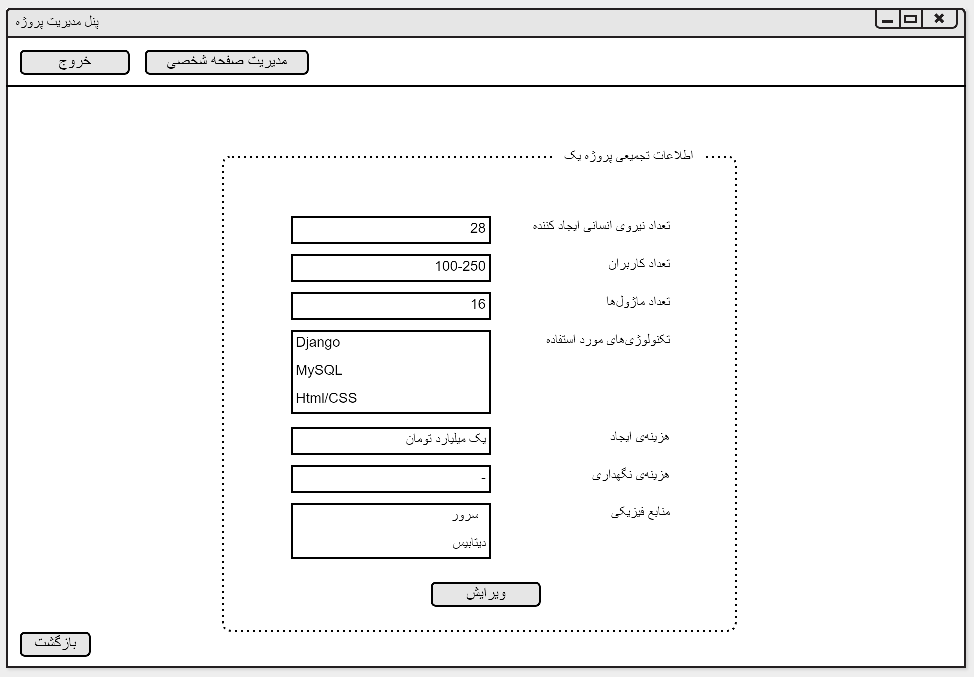 پنل مدیریت پروژه
مدیریت صفحه شخصی
خروج
اطلاعات تجمیعی پروژه یک
تعداد نیروی انسانی ایجاد کننده
28
تعداد کاربران
100-250
تعداد ماژول‌ها
16
تکنولوژی‌های مورد استفاده
Django
MySQL
Html/CSS
هزینه‌ی ایجاد
یک میلیارد تومان
هزینه‌ی نگهداری
-
منابع فیزیکی
سرور
دیتابیس
ویرایش
بازگشت